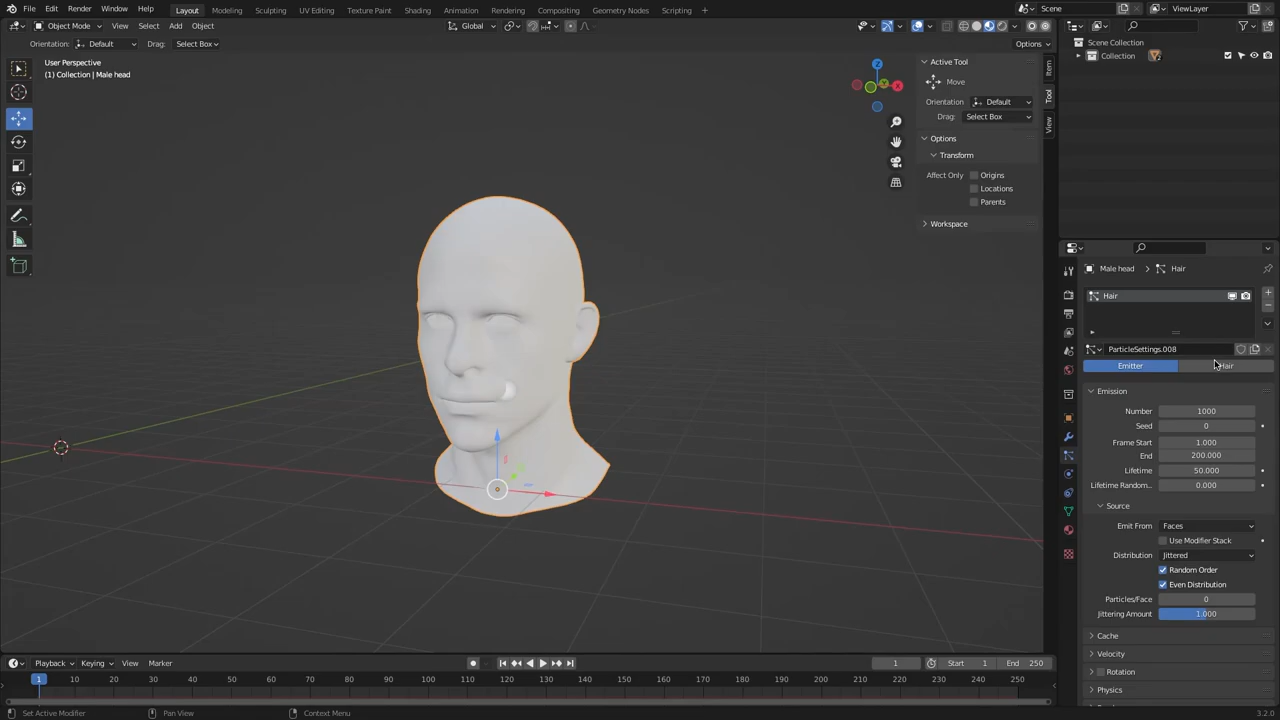 File Edit Render Window Help Layout Modeling Sculpting UV Editing Texture Paint Shading Animation Rendering Compositing Geometry Nodes Scripting + Scene ViewLayer
Object Mode View Select Add Object Global Options
Orientation: Default Drag: Select Box
User Perspective
(1) Collection | Male head
Z
Y
X
Active Tool
Move
Orientation Default
Drag: Select Box
Options
Transform
Affect Only Origins
Locations
Parents
Workspace
Item
Tool
View
Scene Collection
Collection
Male head > Hair
Hair
ParticleSettings.008
Emitter Hair
Emission
Number 1000
Seed 0
Frame Start 1.000
End 200.000
Lifetime 50.000
Lifetime Random... 0.000
Source
Emit From Faces
Use Modifier Stack
Distribution Jittered
Random Order
Even Distribution
Particles/Face 0
Jittering Amount 1.000
Cache
Velocity
Rotation
Physics
Playback Keying View Marker 1 Start 1 End 250
1 10 20 30 40 50 60 70 80 90 100 110 120 130 140 150 160 170 180 190 200 210 220 230 240 250
Set Active Modifier Pan View Context Menu 3.2.0